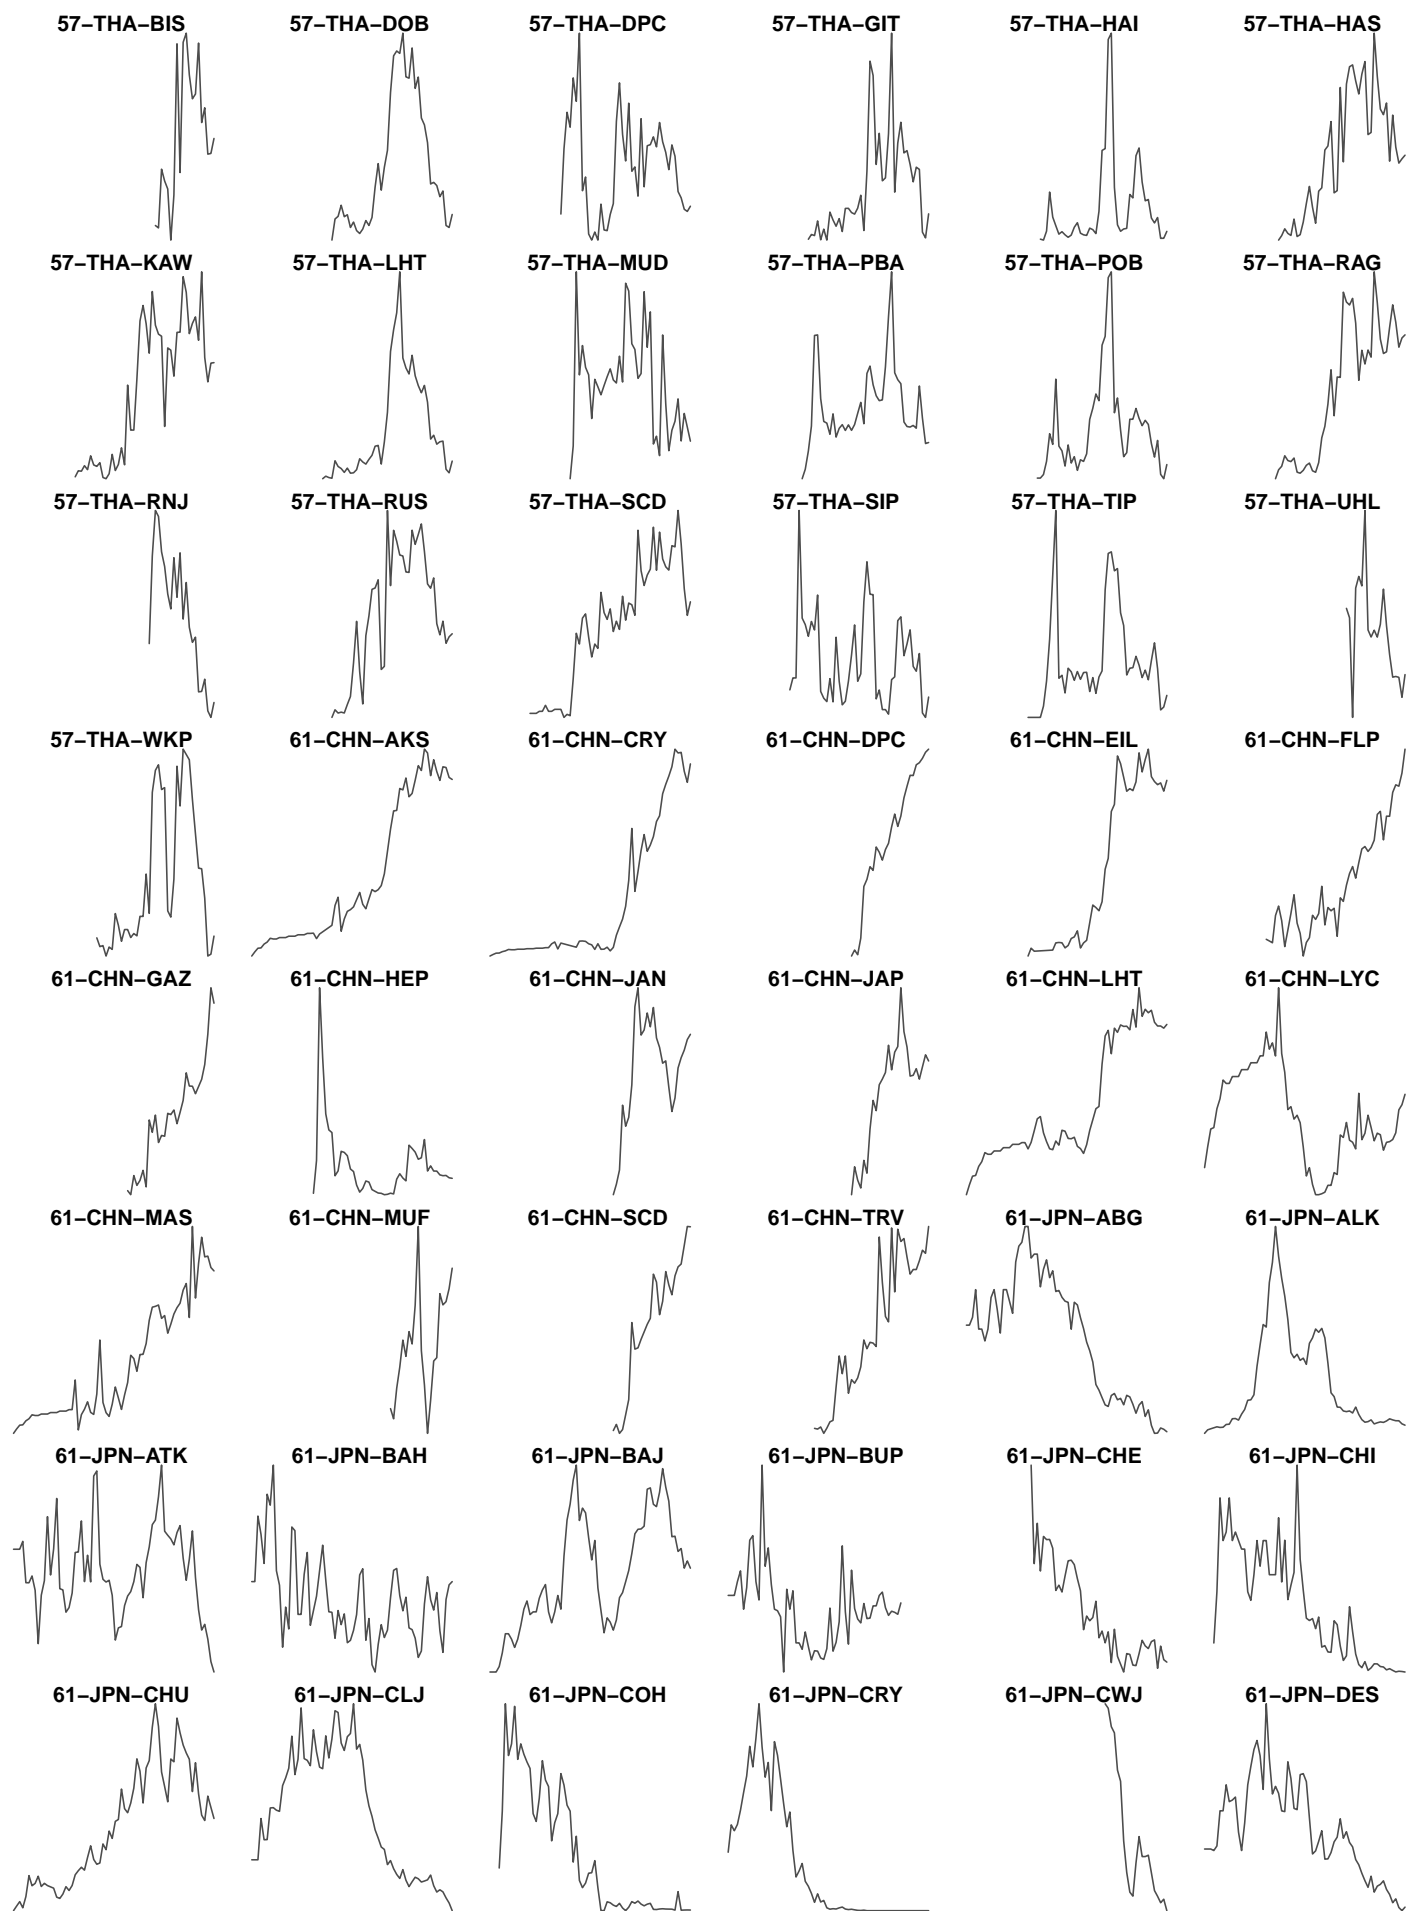 57–THA–BIS 57–THA–DOB 57–THA–DPC 57–THA–GIT 57–THA–HAI 57–THA–HAS
57–THA–KAW 57–THA–LHT 57–THA–MUD 57–THA–PBA 57–THA–POB 57–THA–RAG
57–THA–RNJ 57–THA–RUS 57–THA–SCD 57–THA–SIP 57–THA–TIP 57–THA–UHL
57–THA–WKP 61–CHN–AKS 61–CHN–CRY 61–CHN–DPC 61–CHN–EIL 61–CHN–FLP
61–CHN–GAZ 61–CHN–HEP 61–CHN–JAN 61–CHN–JAP 61–CHN–LHT 61–CHN–LYC
61–CHN–MAS 61–CHN–MUF 61–CHN–SCD 61–CHN–TRV 61–JPN–ABG 61–JPN–ALK
61–JPN–ATK 61–JPN–BAH 61–JPN–BAJ 61–JPN–BUP 61–JPN–CHE 61–JPN–CHI
61–JPN–CHU 61–JPN–CLJ 61–JPN–COH 61–JPN–CRY 61–JPN–CWJ 61–JPN–DES